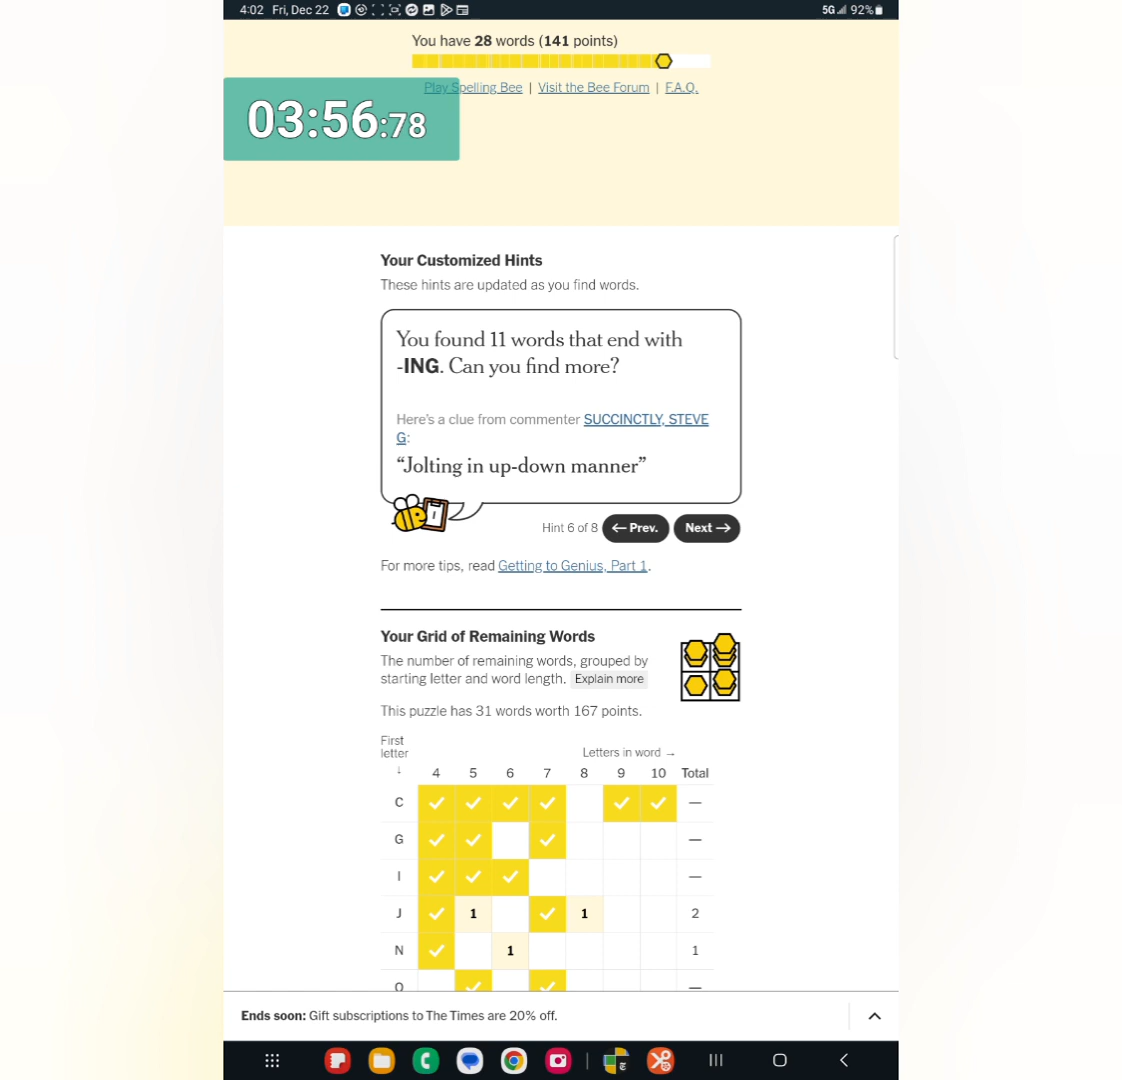 4:02 Fri, Dec 22
5G 92%
You have 28 words (141 points)
Play Spelling Bee | Visit the Bee Forum | F.A.Q.
03:56:78
Your Customized Hints
These hints are updated as you find words.
You found 11 words that end with
-ING. Can you find more?
Here's a clue from commenter SUCCINCTLY, STEVE
G:
“Jolting in up-down manner”
Hint 6 of 8 ← Prev. Next →
For more tips, read Getting to Genius, Part 1.
Your Grid of Remaining Words
The number of remaining words, grouped by
starting letter and word length. Explain more
This puzzle has 31 words worth 167 points.
First
letter
↓
Letters in word →
4 5 6 7 8 9 10 Total
C ✓ ✓ ✓ ✓ ✓ ✓ —
G ✓ ✓ ✓ —
I ✓ ✓ ✓ —
J ✓ 1 ✓ 1 2
N ✓ 1 1
O ✓ ✓ —
Ends soon: Gift subscriptions to The Times are 20% off.